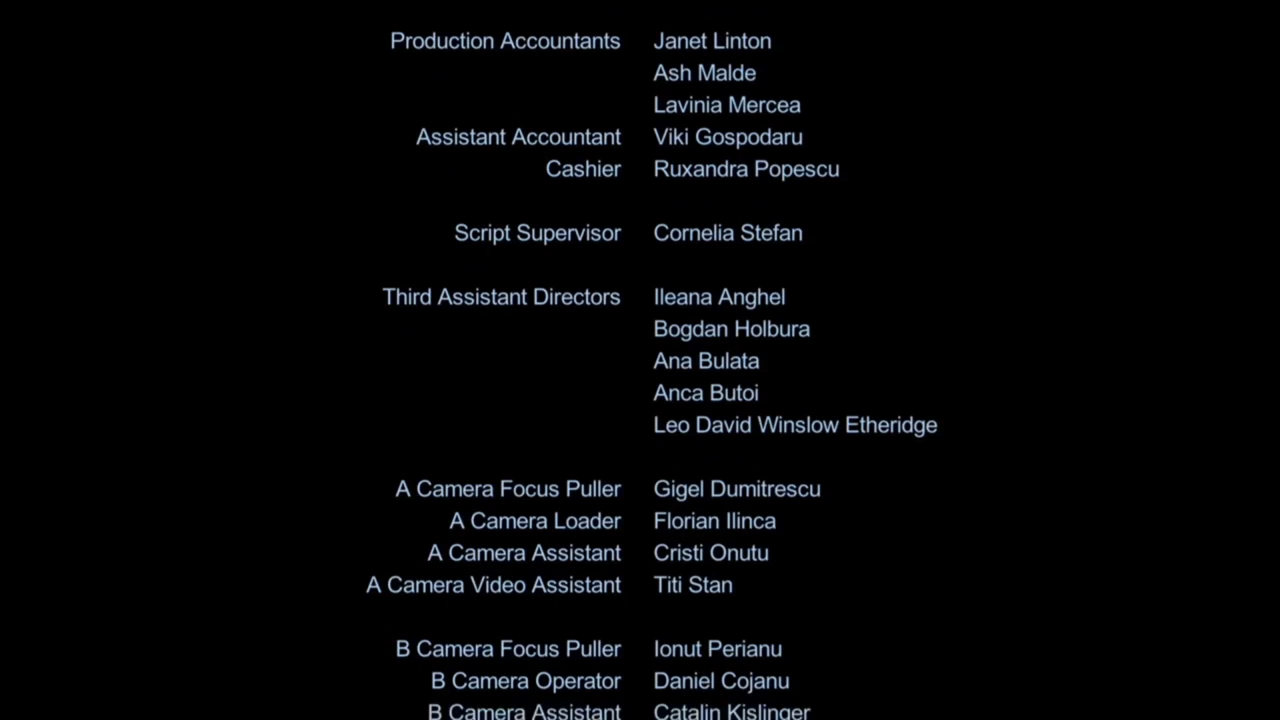 Production Accountants Janet Linton
Ash Malde
Lavinia Mercea
Assistant Accountant Viki Gospodaru
Cashier Ruxandra Popescu
Script Supervisor Cornelia Stefan
Third Assistant Directors Ileana Anghel
Bogdan Holbura
Ana Bulata
Anca Butoi
Leo David Winslow Etheridge
A Camera Focus Puller Gigel Dumitrescu
A Camera Loader Florian Ilinca
A Camera Assistant Cristi Onutu
A Camera Video Assistant Titi Stan
B Camera Focus Puller Ionut Perianu
B Camera Operator Daniel Cojanu
B Camera Assistant Catalin Kislinger